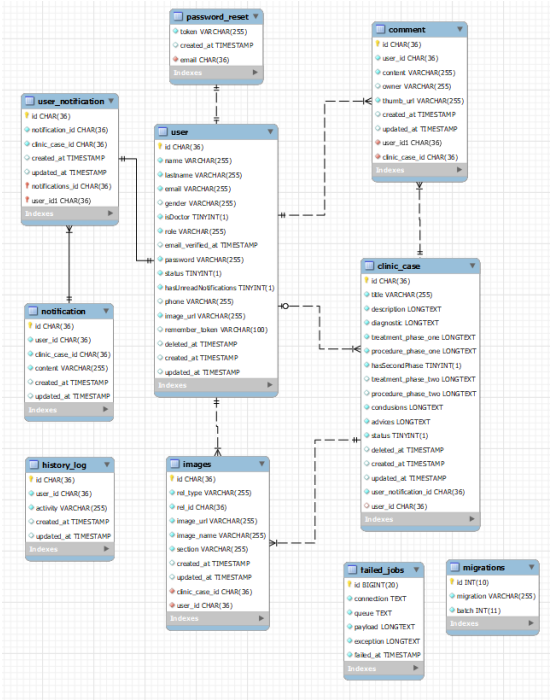 password_reset
token VARCHAR(255)
created_at TIMESTAMP
email CHAR(36)
Indexes
comment
id CHAR(36)
user_id CHAR(36)
content VARCHAR(255)
owner VARCHAR(255)
thumb_url VARCHAR(255)
created_at TIMESTAMP
updated_at TIMESTAMP
user_id1 CHAR(36)
clinic_case_id CHAR(36)
Indexes
user_notification
id CHAR(36)
notification_id CHAR(36)
clinic_case_id CHAR(36)
created_at TIMESTAMP
updated_at TIMESTAMP
notifications_id CHAR(36)
user_id1 CHAR(36)
Indexes
user
id CHAR(36)
name VARCHAR(255)
lastname VARCHAR(255)
email VARCHAR(255)
gender VARCHAR(255)
isDoctor TINYINT(1)
role VARCHAR(255)
email_verified_at TIMESTAMP
password VARCHAR(255)
status TINYINT(1)
hasUnreadNotifications TINYINT(1)
phone VARCHAR(255)
image_url VARCHAR(255)
remember_token VARCHAR(100)
deleted_at TIMESTAMP
created_at TIMESTAMP
updated_at TIMESTAMP
Indexes
clinic_case
id CHAR(36)
title VARCHAR(255)
description LONGTEXT
diagnostic LONGTEXT
treatment_phase_one LONGTEXT
procedure_phase_one LONGTEXT
hasSecondPhase TINYINT(1)
treatment_phase_two LONGTEXT
procedure_phase_two LONGTEXT
conclusions LONGTEXT
advices LONGTEXT
status TINYINT(1)
deleted_at TIMESTAMP
created_at TIMESTAMP
updated_at TIMESTAMP
user_notification_id CHAR(36)
user_id CHAR(36)
Indexes
notification
id CHAR(36)
user_id CHAR(36)
clinic_case_id CHAR(36)
content VARCHAR(255)
created_at TIMESTAMP
updated_at TIMESTAMP
Indexes
history_log
id CHAR(36)
user_id CHAR(36)
activity VARCHAR(255)
created_at TIMESTAMP
updated_at TIMESTAMP
Indexes
images
id CHAR(36)
rel_type VARCHAR(255)
rel_id CHAR(36)
image_url VARCHAR(255)
image_name VARCHAR(255)
section VARCHAR(255)
created_at TIMESTAMP
updated_at TIMESTAMP
clinic_case_id CHAR(36)
user_id CHAR(36)
Indexes
failed_jobs
id BIGINT(20)
connection TEXT
queue TEXT
payload LONGTEXT
exception LONGTEXT
failed_at TIMESTAMP
Indexes
migrations
id INT(10)
migration VARCHAR(255)
batch INT(11)
Indexes